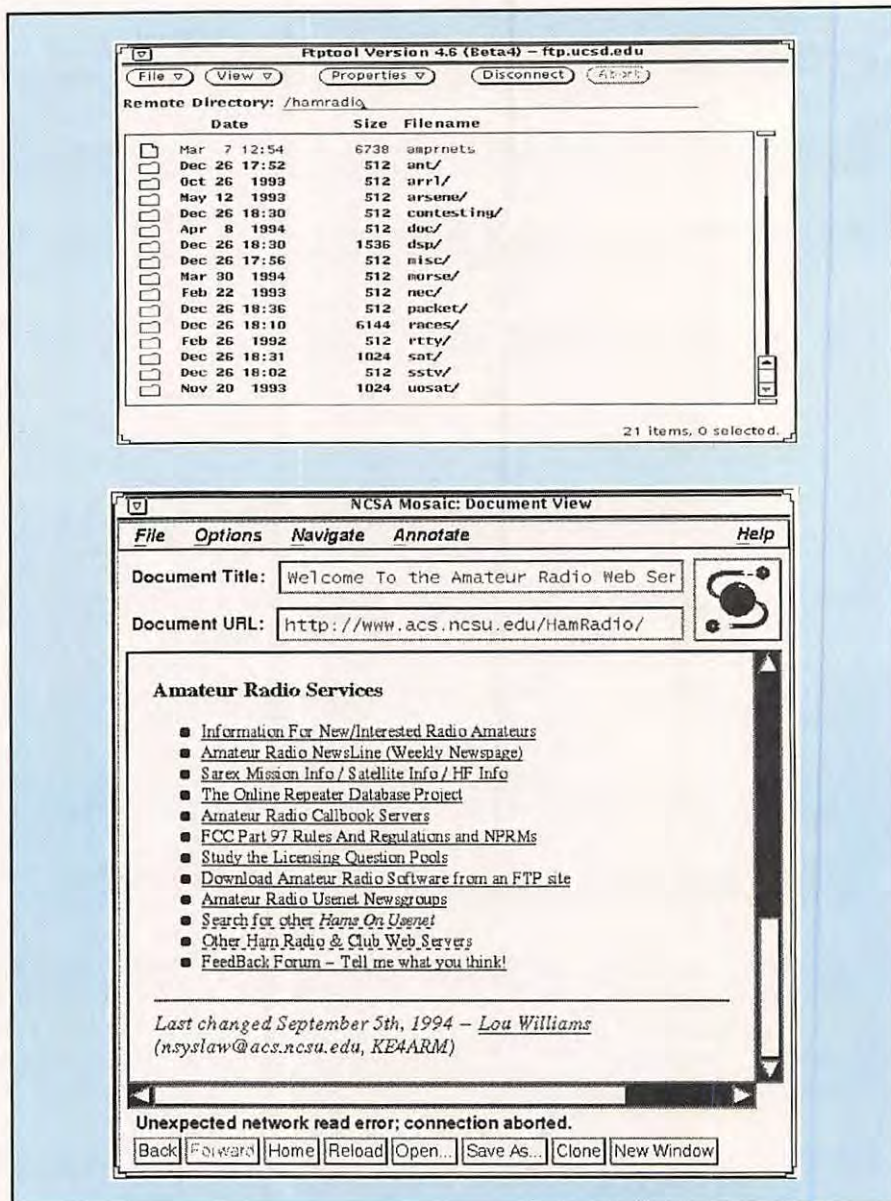 Ftptool Version 4.6 (Beta4) – ftp.ucsd.edu
File View Properties Disconnect Abort
Remote Directory: /hamradio
Date Size Filename
Mar 7 12:54 6738 amprnets
Dec 26 17:52 512 ant/
Oct 26 1993 512 arrl/
May 12 1993 512 arsene/
Dec 26 18:30 512 contesting/
Apr 8 1994 512 doc/
Dec 26 18:30 1536 dsp/
Dec 26 17:56 512 misc/
Mar 30 1994 512 morse/
Feb 22 1993 512 nec/
Dec 26 18:36 512 packet/
Dec 26 18:10 6144 races/
Feb 26 1992 512 rtty/
Dec 26 18:31 1024 sat/
Dec 26 18:02 512 sstv/
Nov 20 1993 1024 uosat/
21 items, 0 selected.
NCSA Mosaic: Document View
File Options Navigate Annotate Help
Document Title: Welcome To the Amateur Radio Web Ser
Document URL: http://www.acs.ncsu.edu/HamRadio/
Amateur Radio Services
Information For New/Interested Radio Amateurs
Amateur Radio NewsLine (Weekly Newspage)
Sarex Mission Info / Satellite Info / HF Info
The Online Repeater Database Project
Amateur Radio Callbook Servers
FCC Part 97 Rules And Regulations and NPRMs
Study the Licensing Question Pools
Download Amateur Radio Software from an FTP site
Amateur Radio Usenet Newsgroups
Search for other Hams On Usenet
Other Ham Radio & Club Web Servers
FeedBack Forum – Tell me what you think!
Last changed September 5th, 1994 – Lou Williams
(nsyslaw@acs.ncsu.edu, KE4ARM)
Unexpected network read error; connection aborted.
Back Forward Home Reload Open... Save As... Clone New Window